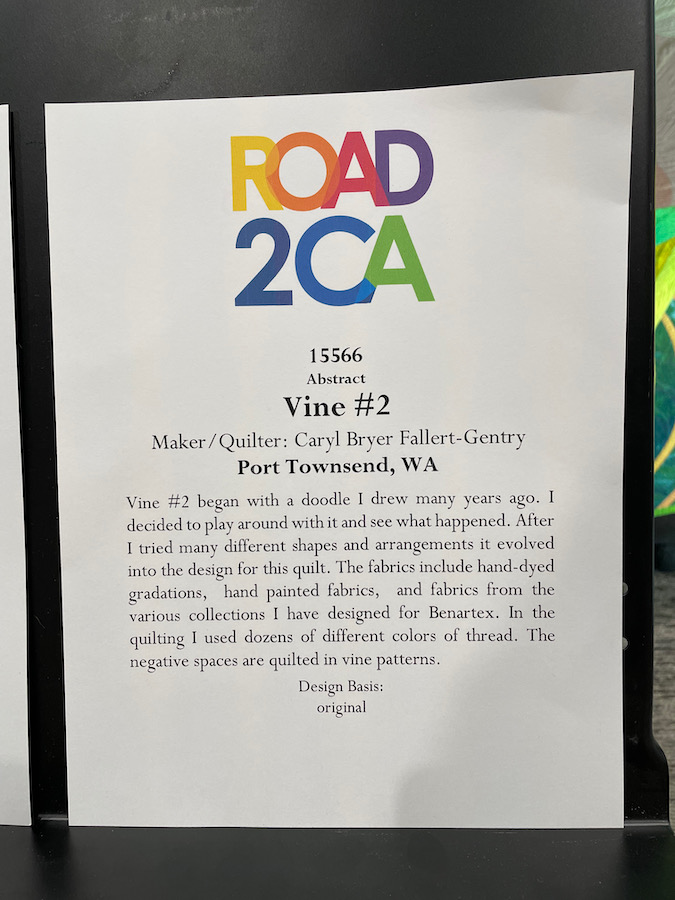 ROAD
2CA
15566
Abstract
Vine #2
Maker/Quilter: Caryl Bryer Fallert-Gentry
Port Townsend, WA
Vine #2 began with a doodle I drew many years ago. I
decided to play around with it and see what happened. After
I tried many different shapes and arrangements it evolved
into the design for this quilt. The fabrics include hand-dyed
gradations, hand painted fabrics, and fabrics from the
various collections I have designed for Benartex. In the
quilting I used dozens of different colors of thread. The
negative spaces are quilted in vine patterns.
Design Basis:
original